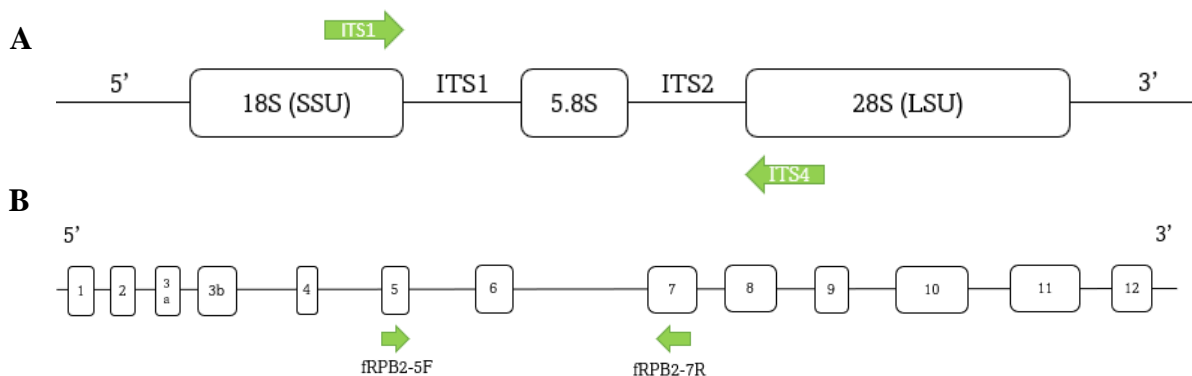 A
ITS1
5’
18S (SSU)
ITS1
5.8S
ITS2
28S (LSU)
3’
ITS4
B
5’
3’
1
2
3
a
3b
4
5
6
7
8
9
10
11
12
fRPB2-5F
fRPB2-7R